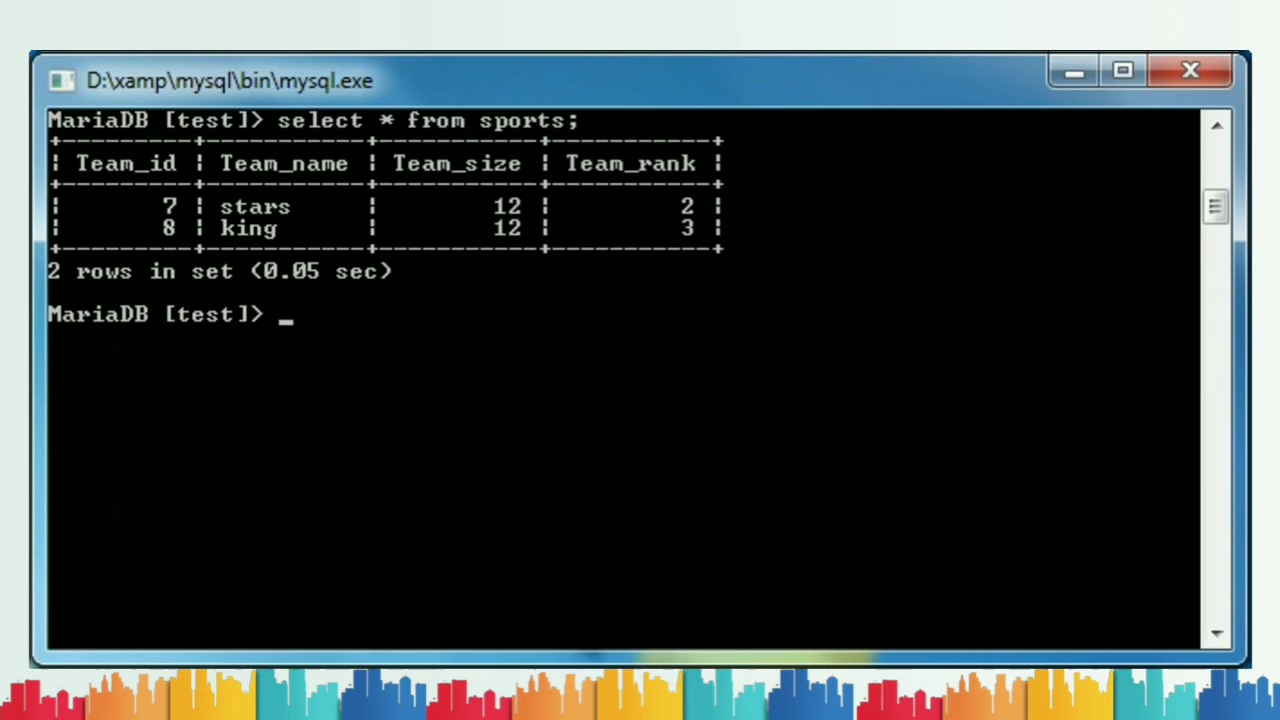 D:\xamp\mysql\bin\mysql.exe
MariaDB [test]> select * from sports;
+---------+-----------+-----------+-----------+
| Team_id | Team_name | Team_size | Team_rank |
+---------+-----------+-----------+-----------+
|       7 | stars     |        12 |         2 |
|       8 | king      |        12 |         3 |
+---------+-----------+-----------+-----------+
2 rows in set (0.05 sec)
MariaDB [test]> _